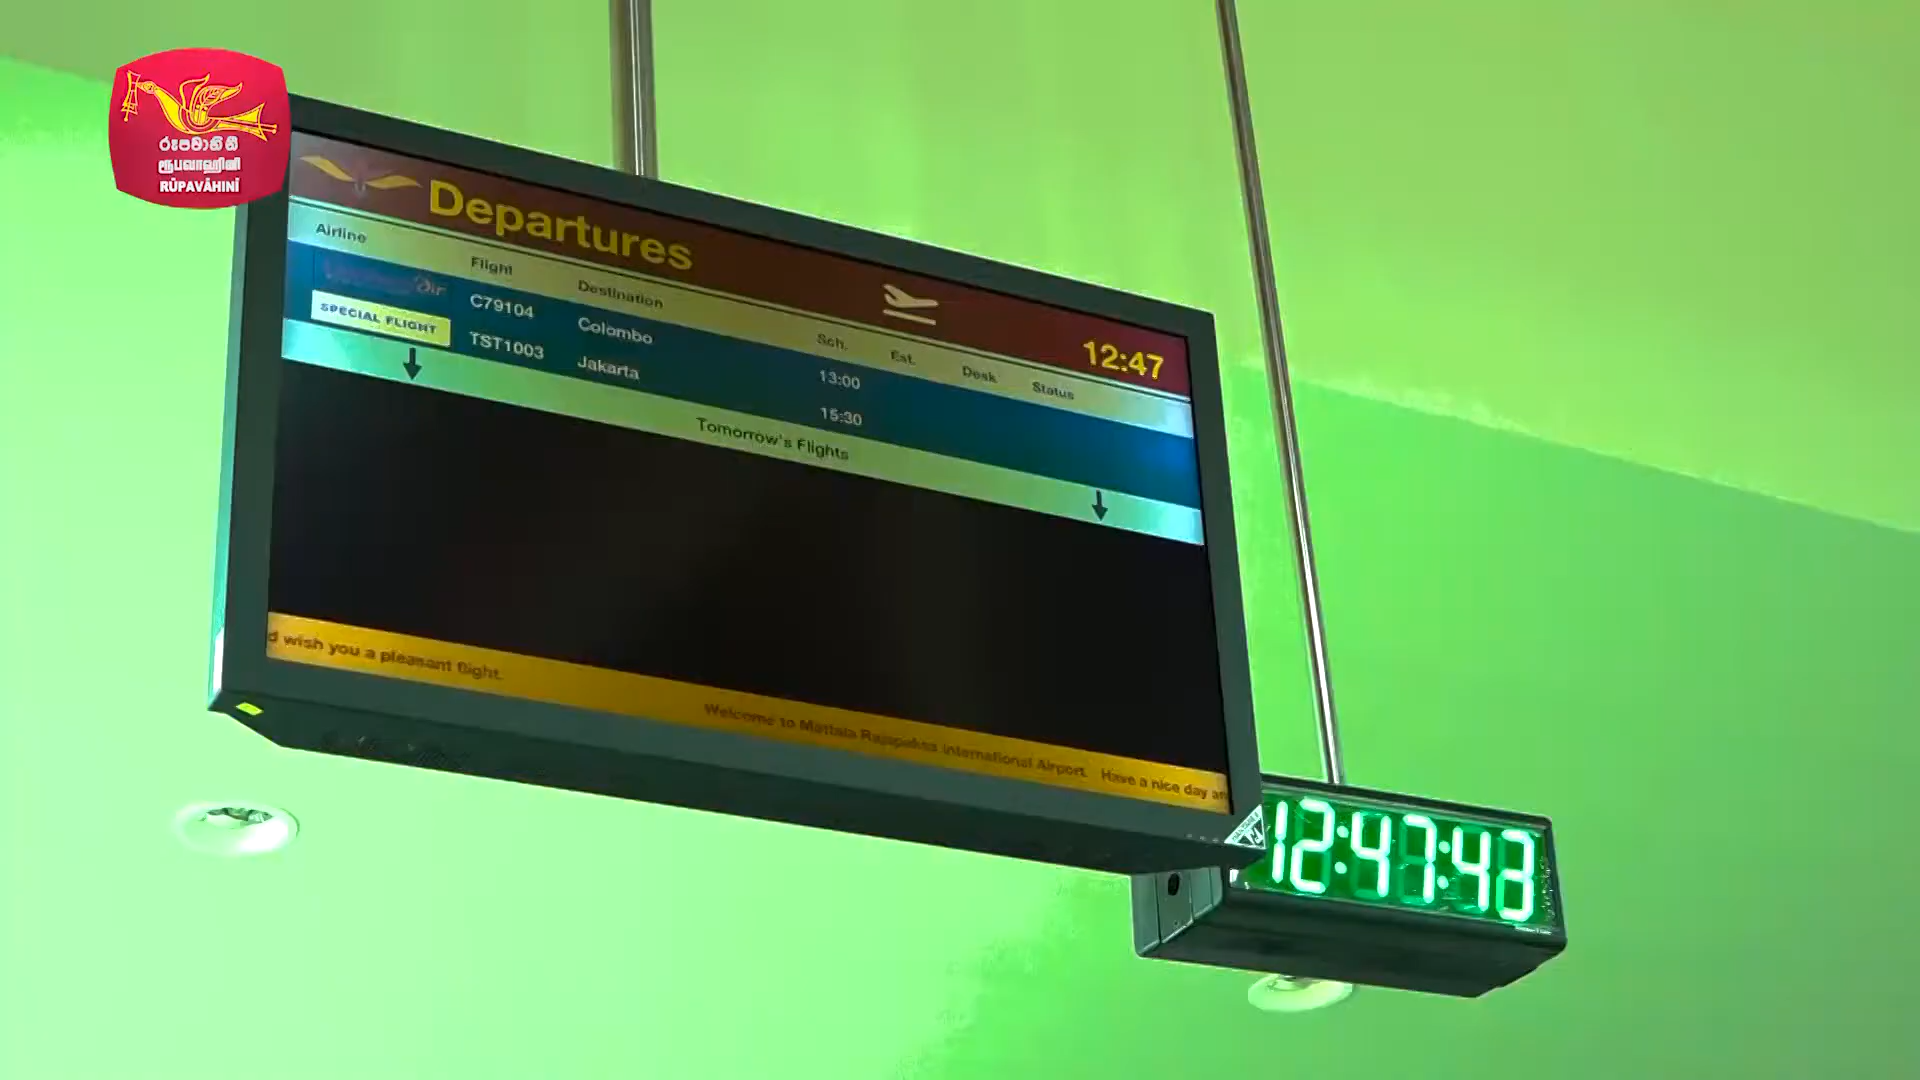 රූපවාහිනී
ரூபவாஹினி
RŪPAVĀHINĪ
Departures
12:47
Airline Flight Destination Sch. Est. Desk Status
Air C79104 Colombo 13:00
SPECIAL FLIGHT TST1003 Jakarta 15:30
Tomorrow's Flights
d wish you a pleasant flight. Welcome to Mattala Rajapaksa International Airport. Have a nice day an
12:47:43